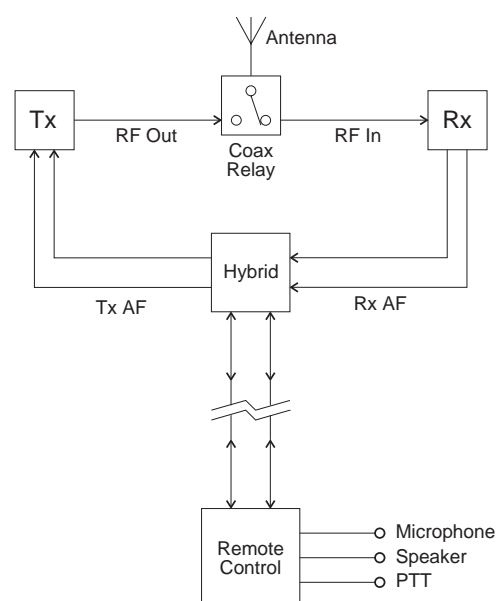 Antenna
Tx
Rx
RF Out
RF In
Coax
Relay
Hybrid
Tx AF
Rx AF
Remote
Control
Microphone
Speaker
PTT